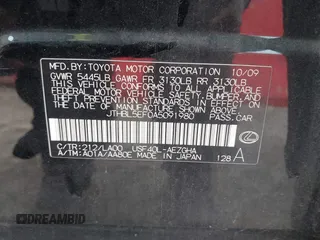 MFD. BY: TOYOTA MOTOR CORPORATION 10/09
GVWR 5445LB GAWR FR 3130LB RR 3130LB
THIS VEHICLE CONFORMS TO ALL APPLICABLE
FEDERAL MOTOR VEHICLE SAFETY, BUMPER, AND
THEFT PREVENTION STANDARDS IN EFFECT ON
THE DATE OF MANUFACTURE SHOWN ABOVE.
JTHBL5EF0A5091980 PASS.CAR
C/TR:212/LA00 USF40L-AEZGHA
A/TM:A01A/AA80E MADE IN JAPAN 128 A
DREAMBID